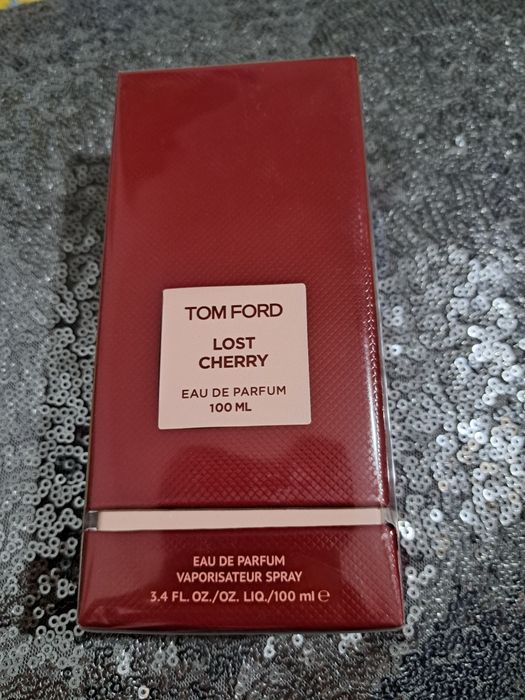 TOM FORD
LOST
CHERRY
EAU DE PARFUM
100 ML
EAU DE PARFUM
VAPORISATEUR SPRAY
3.4 FL. OZ./OZ. LIQ./100 ml ℮